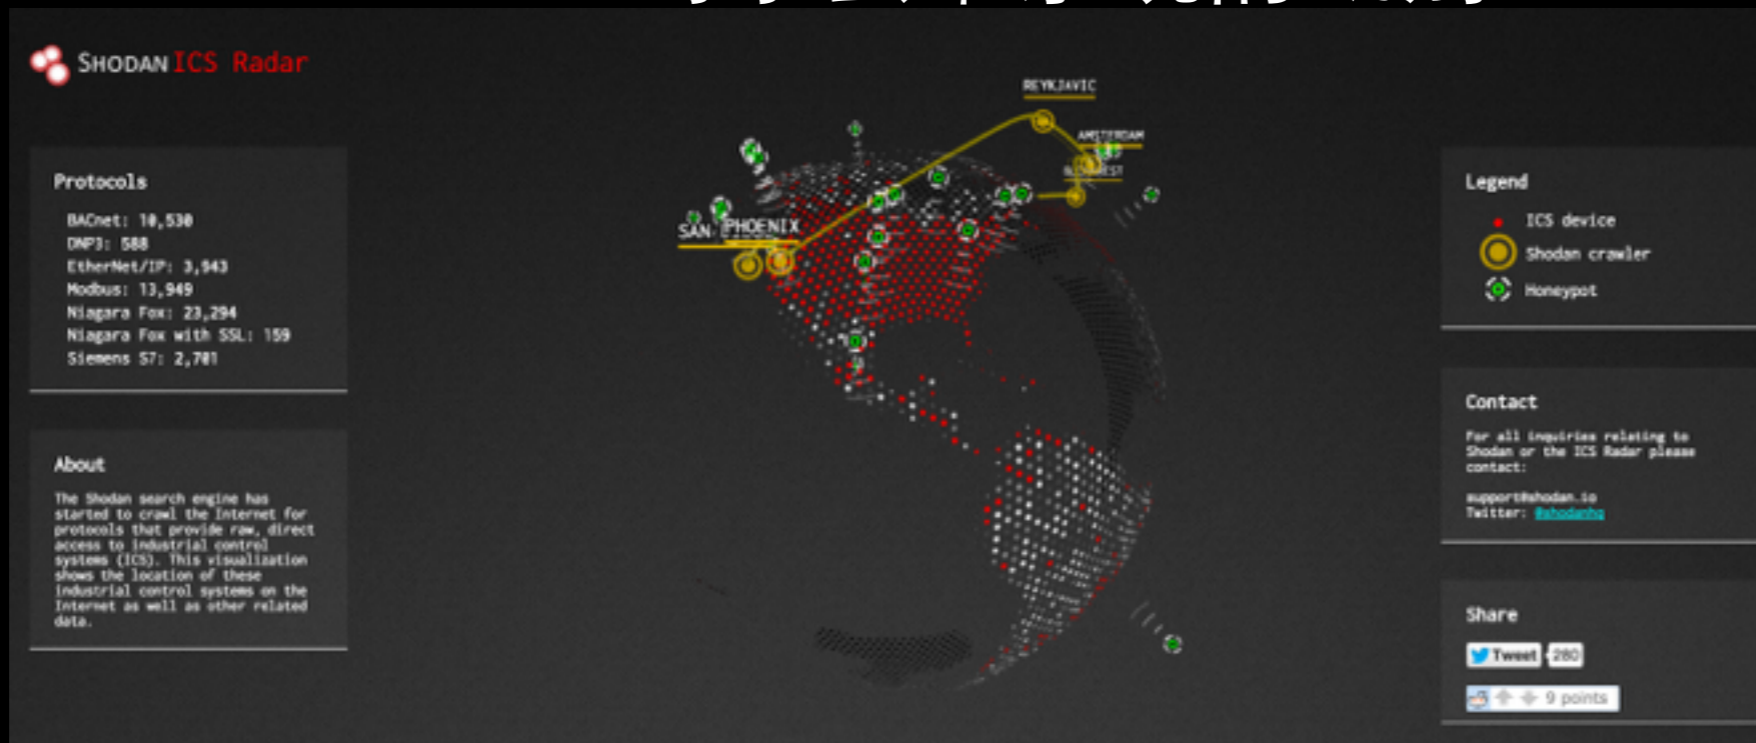 SHODAN ICS Radar
Protocols
BACnet: 10,530
DNP3: 588
EtherNet/IP: 3,943
Modbus: 13,949
Niagara Fox: 23,294
Niagara Fox with SSL: 159
Siemens S7: 2,701
About
The Shodan search engine has
started to crawl the Internet for
protocols that provide raw, direct
access to industrial control
systems (ICS). This visualization
shows the location of these
industrial control systems on the
Internet as well as other related
data.
REYKJAVIC
AMSTERDAM
SAN
PHOENIX
Legend
ICS device
Shodan crawler
Honeypot
Contact
For all inquiries relating to
Shodan or the ICS Radar please
contact:
support@shodan.io
Twitter: @shodanhq
Share
Tweet 280
9 points